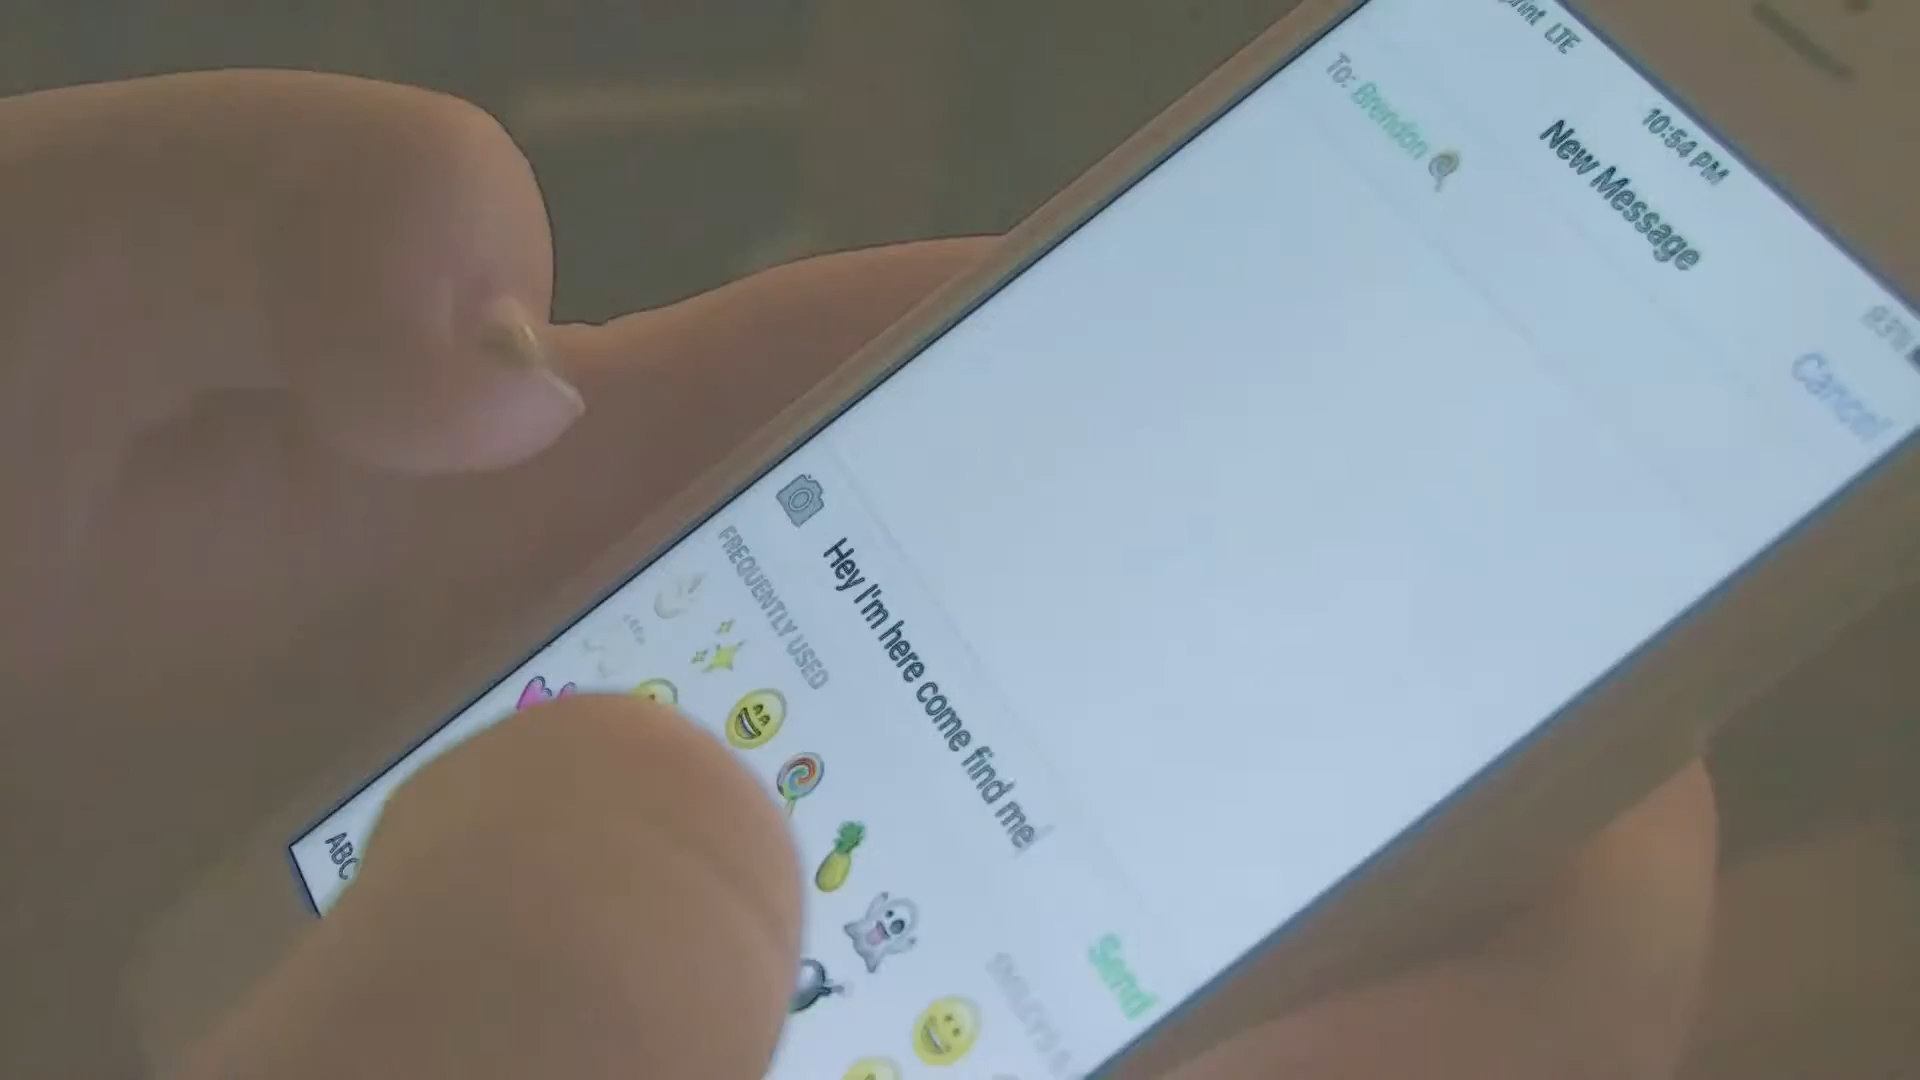 LTE
10:54 PM
New Message
Cancel
To: Brendon
Hey I'm here come find me
Send
FREQUENTLY USED
ABC